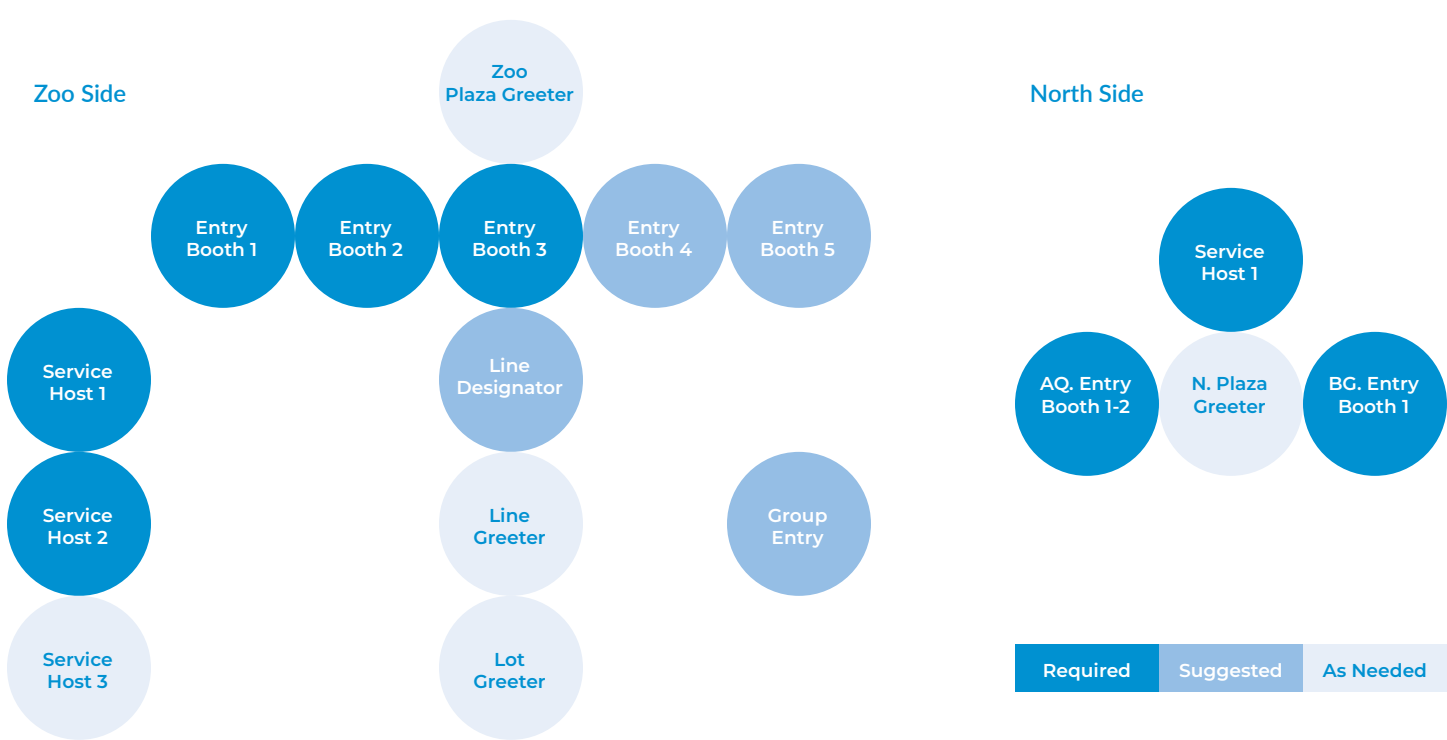 Zoo Side
Zoo
Plaza Greeter
Entry
Booth 1
Entry
Booth 2
Entry
Booth 3
Entry
Booth 4
Entry
Booth 5
Service
Host 1
Line
Designator
Service
Host 2
Line
Greeter
Group
Entry
Service
Host 3
Lot
Greeter
North Side
Service
Host 1
AQ. Entry
Booth 1-2
N. Plaza
Greeter
BG. Entry
Booth 1
Required
Suggested
As Needed